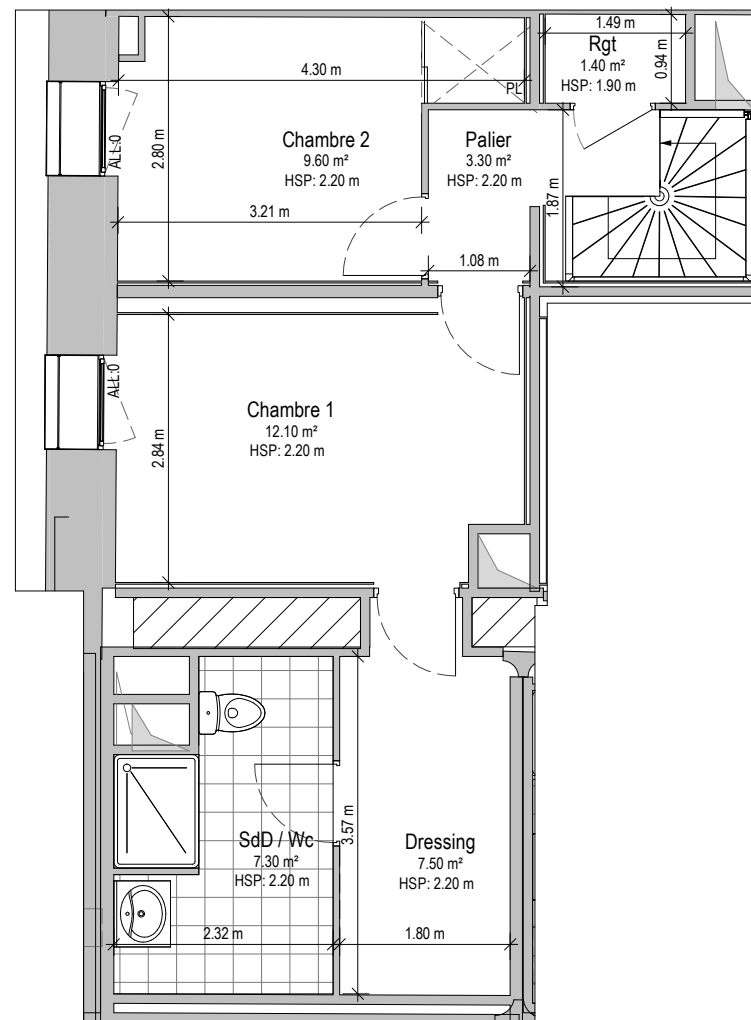 1.49 m
Rgt
1.40 m²
HSP: 1.90 m
0.94 m
4.30 m
PL
ALL:0
2.80 m
Chambre 2
9.60 m²
HSP: 2.20 m
Palier
3.30 m²
HSP: 2.20 m
1.87 m
3.21 m
1.08 m
ALL:0
Chambre 1
12.10 m²
HSP: 2.20 m
2.84 m
3.57 m
SdD / Wc
7.30 m²
HSP: 2.20 m
Dressing
7.50 m²
HSP: 2.20 m
2.32 m
1.80 m